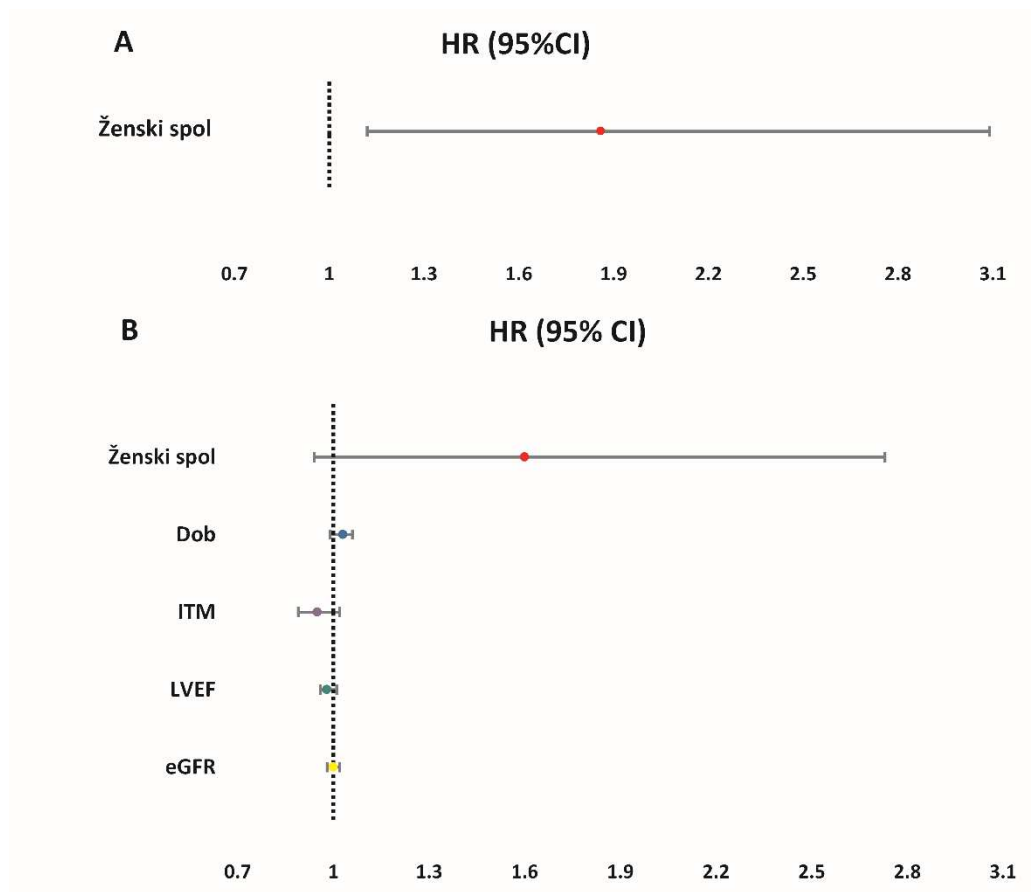 A
HR (95%CI)
Ženski spol
0.7 1 1.3 1.6 1.9 2.2 2.5 2.8 3.1
B
HR (95% CI)
Ženski spol
Dob
ITM
LVEF
eGFR
0.7 1 1.3 1.6 1.9 2.2 2.5 2.8 3.1